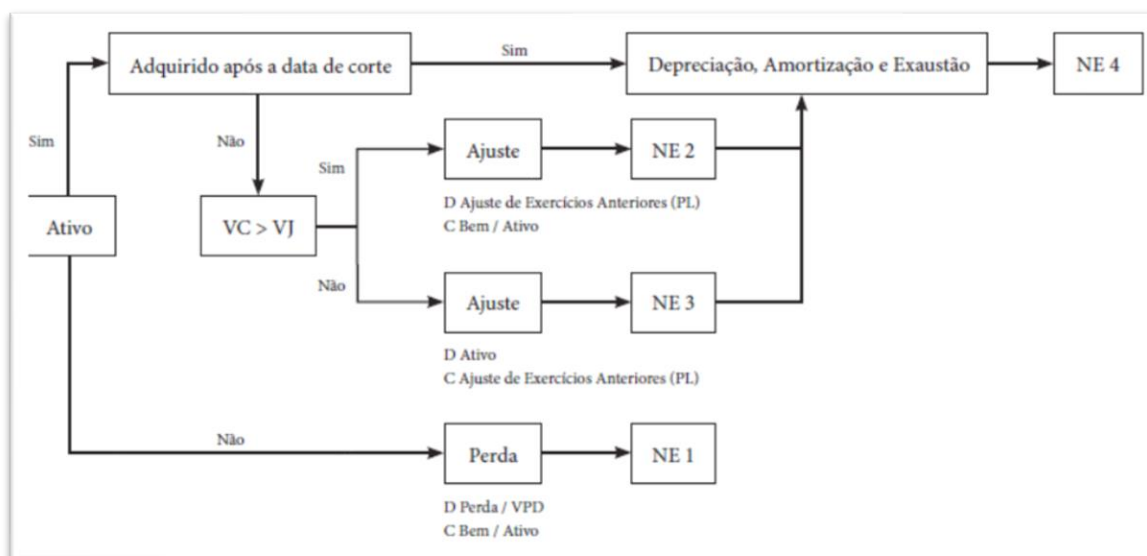 Adquirido após a data de corte
Sim
Depreciação, Amortização e Exaustão
NE 4
Sim
Não
Sim
Ajuste
NE 2
D Ajuste de Exercícios Anteriores (PL)
C Bem / Ativo
Ativo
VC > VJ
Não
Ajuste
NE 3
D Ativo
C Ajuste de Exercícios Anteriores (PL)
Não
Perda
NE 1
D Perda / VPD
C Bem / Ativo